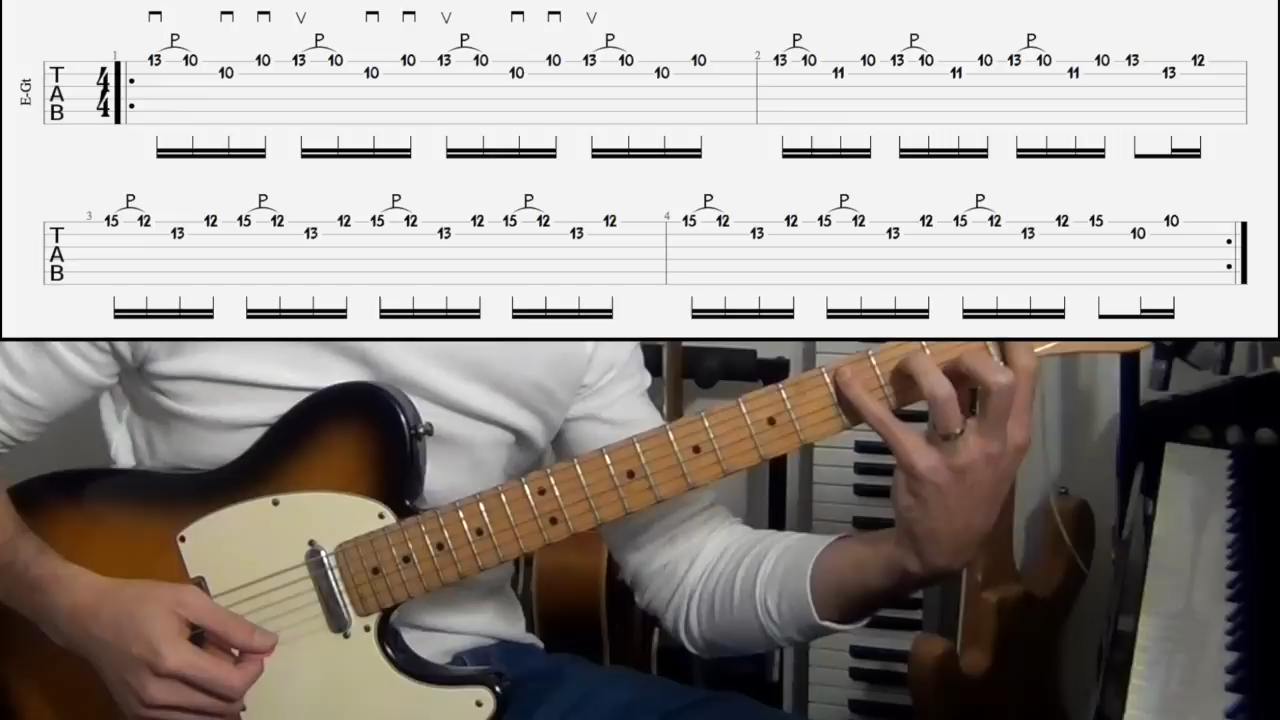 P P P P P P P
1 13 10 10 10 13 10 10 10 13 10 10 10 13 10 10 10 2 13 10 11 10 13 10 11 10 13 10 11 10 13 13 12
E-Gt TAB 4/4
P P P P P P P
3 15 12 13 12 15 12 13 12 15 12 13 12 15 12 13 12 4 15 12 13 12 15 12 13 12 15 12 13 12 15 10 10
TAB